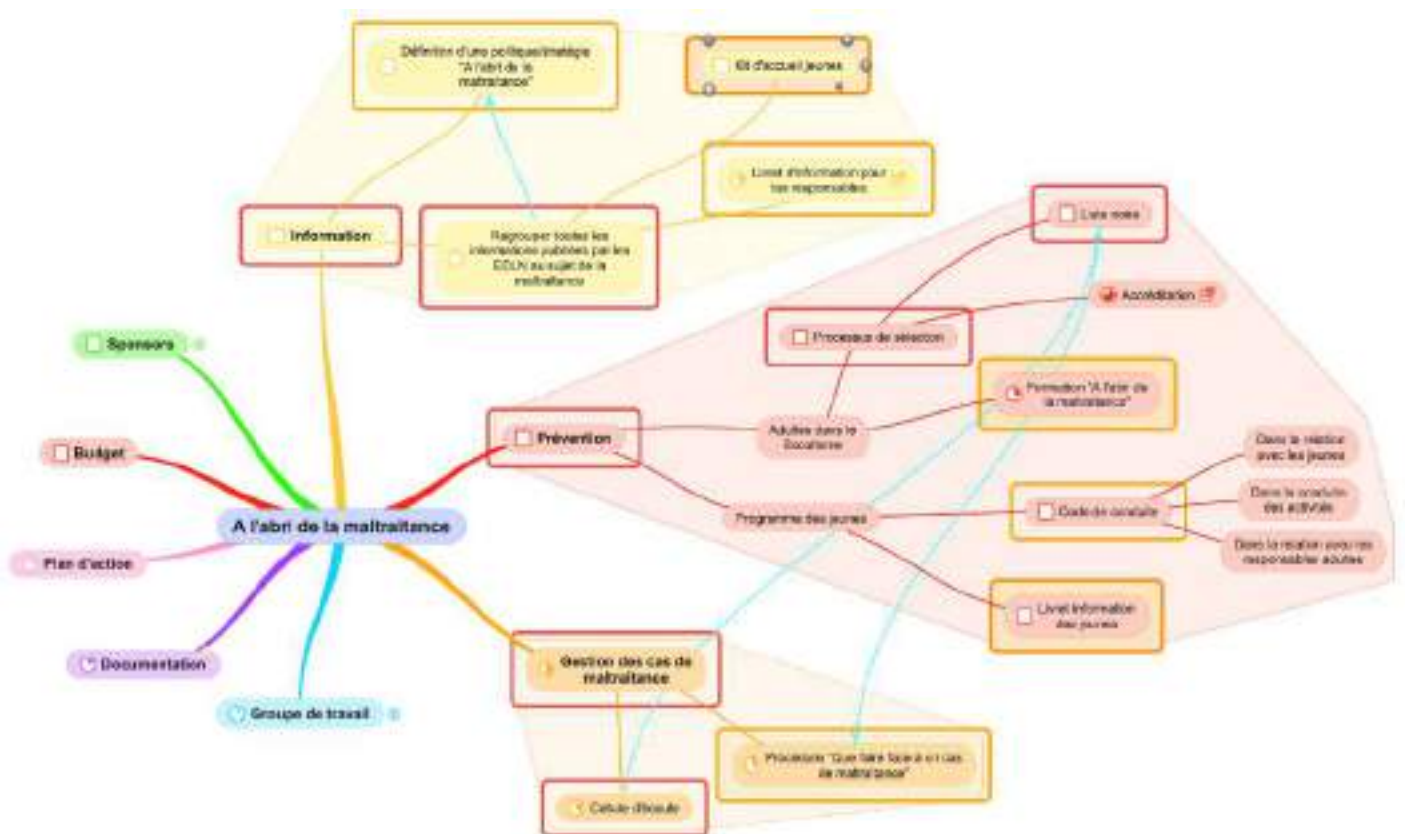 Définition d'une politique/stratégie
"A l'abri de la
maltraitance"
Kit d'accueil jeunes
Livret d'information pour
les responsables
Information
Regrouper toutes les
informations publiées par les
EEUN au sujet de la
maltraitance
Liste noire
Accréditation
Processus de sélection
Sponsors
Formation "A l'abri de
la maltraitance"
Prévention
Adultes dans le
Scoutisme
Dans la relation
avec les jeunes
Budget
Dans la conduite
des activités
Code de conduite
Programme des jeunes
A l'abri de la maltraitance
Dans la relation avec les
responsables adultes
Plan d'action
Livret Information
des jeunes
Documentation
Gestion des cas de
maltraitance
Groupe de travail
Procédure "Que faire face à un cas
de maltraitance"
Cellule d'écoute